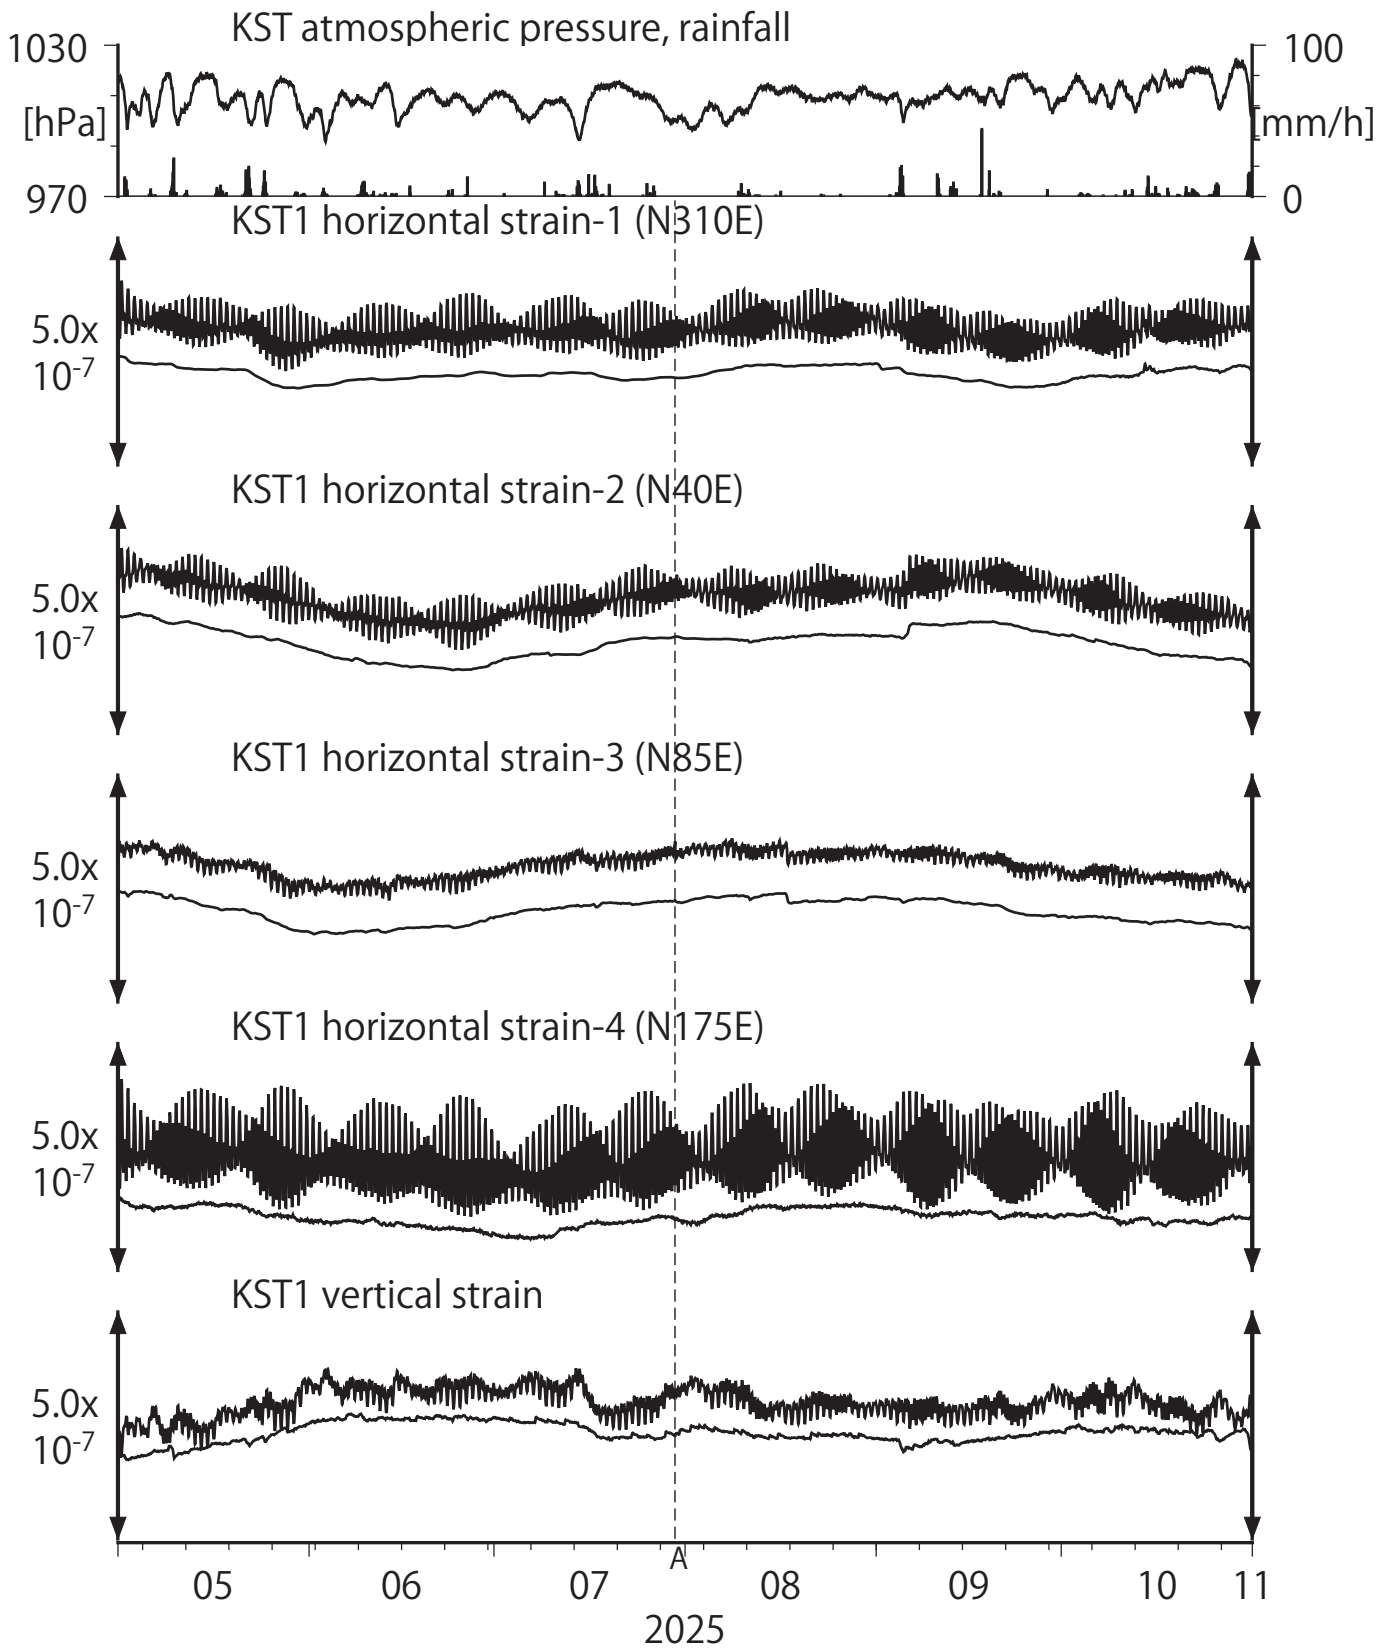 KST atmospheric pressure, rainfall
1030
100
[hPa]
[mm/h]
970
0
KST1 horizontal strain-1 (N310E)
5.0x
10-7
KST1 horizontal strain-2 (N40E)
5.0x
10-7
KST1 horizontal strain-3 (N85E)
5.0x
10-7
KST1 horizontal strain-4 (N175E)
5.0x
10-7
KST1 vertical strain
5.0x
10-7
A
05 06 07 08 09 10 11
2025